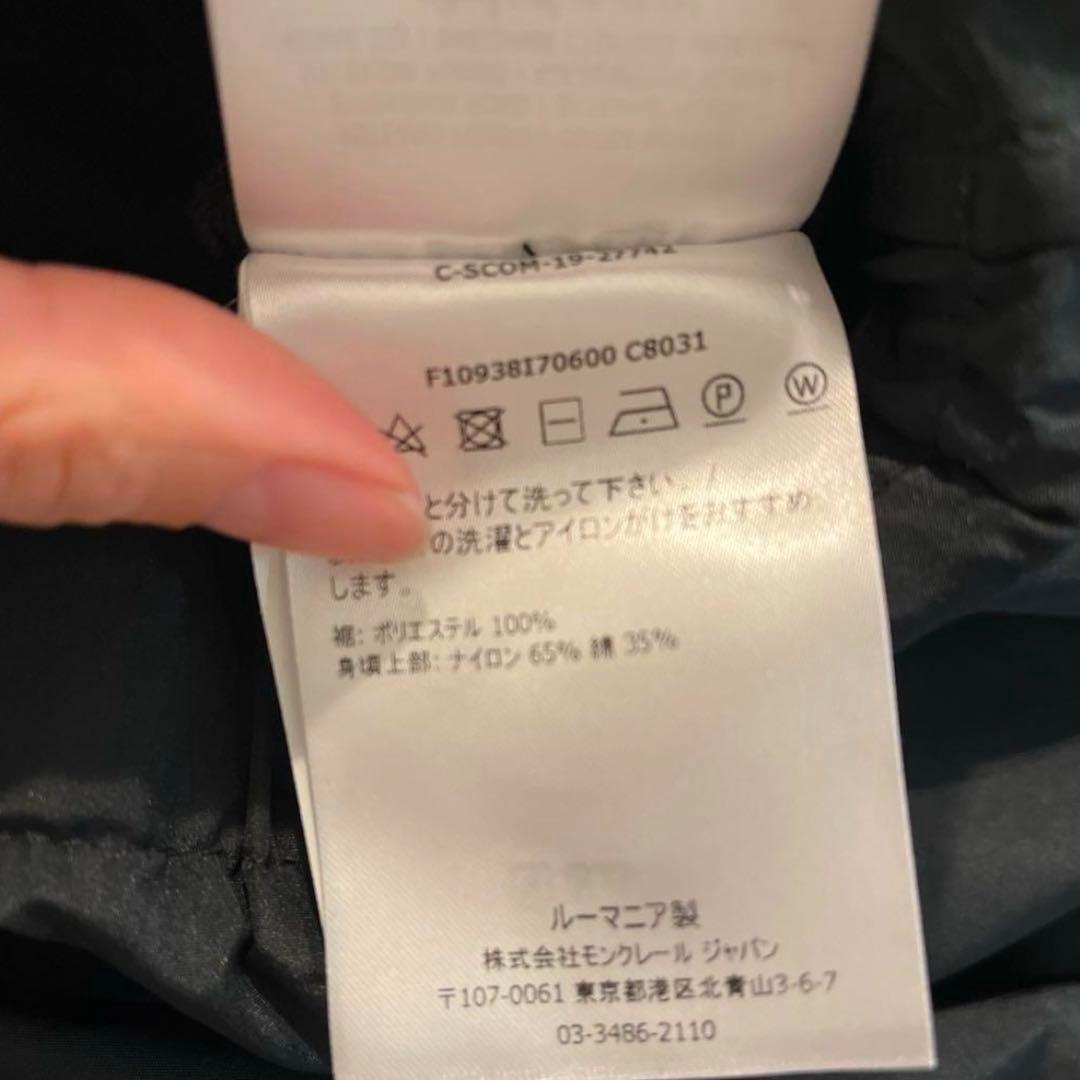 C-SCOM-19-27742
F10938I70600 C8031
P W
と分けて洗って下さい。/
の洗濯とアイロンがけをおすすめ
します。
裾: ポリエステル 100%
身頃上部: ナイロン 65% 綿 35%
ルーマニア製
株式会社モンクレール ジャパン
〒107-0061 東京都港区北青山3-6-7
03-3486-2110